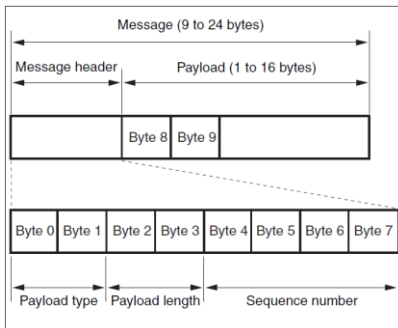 Message (9 to 24 bytes)
Message header Payload (1 to 16 bytes)
Byte 8 Byte 9
Byte 0 Byte 1 Byte 2 Byte 3 Byte 4 Byte 5 Byte 6 Byte 7
Payload type Payload length Sequence number